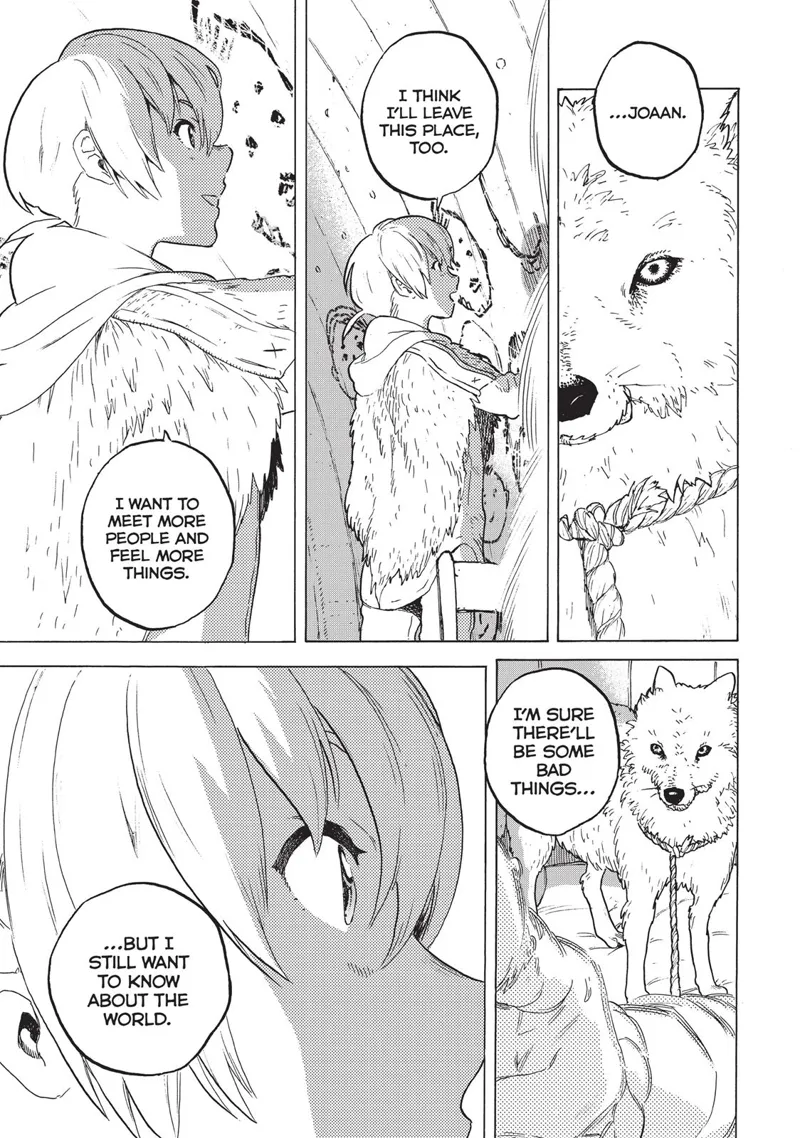 ...JOAAN.
I THINK
I'LL LEAVE
THIS PLACE,
TOO.
I WANT TO
MEET MORE
PEOPLE AND
FEEL MORE
THINGS.
I'M SURE
THERE'LL
BE SOME
BAD
THINGS...
...BUT I
STILL WANT
TO KNOW
ABOUT THE
WORLD.